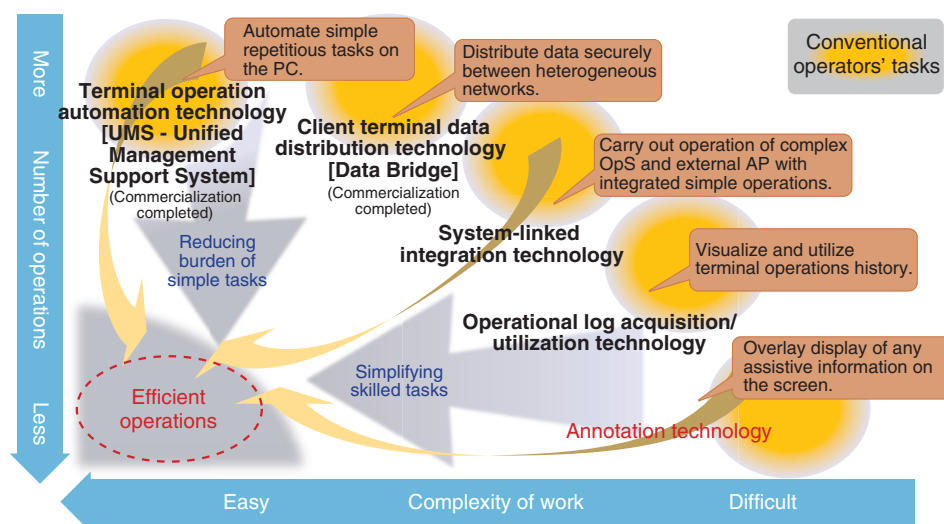 More
Number of operations
Less
Automate simple
repetitious tasks on
the PC.
Terminal operation
automation technology
[UMS - Unified
Management
Support System]
(Commercialization
completed)
Distribute data securely
between heterogeneous
networks.
Client terminal data
distribution technology
[Data Bridge]
(Commercialization
completed)
Conventional
operators' tasks
Carry out operation of complex
OpS and external AP with
integrated simple operations.
System-linked
integration technology
Visualize and utilize
terminal operations history.
Operational log acquisition/
utilization technology
Overlay display of any
assistive information on
the screen.
Annotation technology
Reducing
burden of
simple tasks
Simplifying
skilled tasks
Efficient
operations
Easy
Complexity of work
Difficult